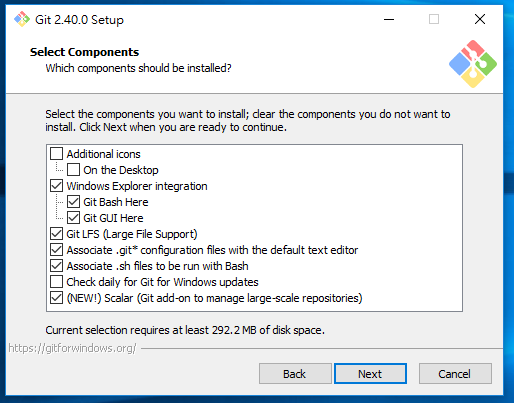 Git 2.40.0 Setup
Select Components
Which components should be installed?
Select the components you want to install; clear the components you do not want to
install. Click Next when you are ready to continue.
Additional icons
On the Desktop
Windows Explorer integration
Git Bash Here
Git GUI Here
Git LFS (Large File Support)
Associate .git* configuration files with the default text editor
Associate .sh files to be run with Bash
Check daily for Git for Windows updates
(NEW!) Scalar (Git add-on to manage large-scale repositories)
Current selection requires at least 292.2 MB of disk space.
https://gitforwindows.org/
Back
Next
Cancel